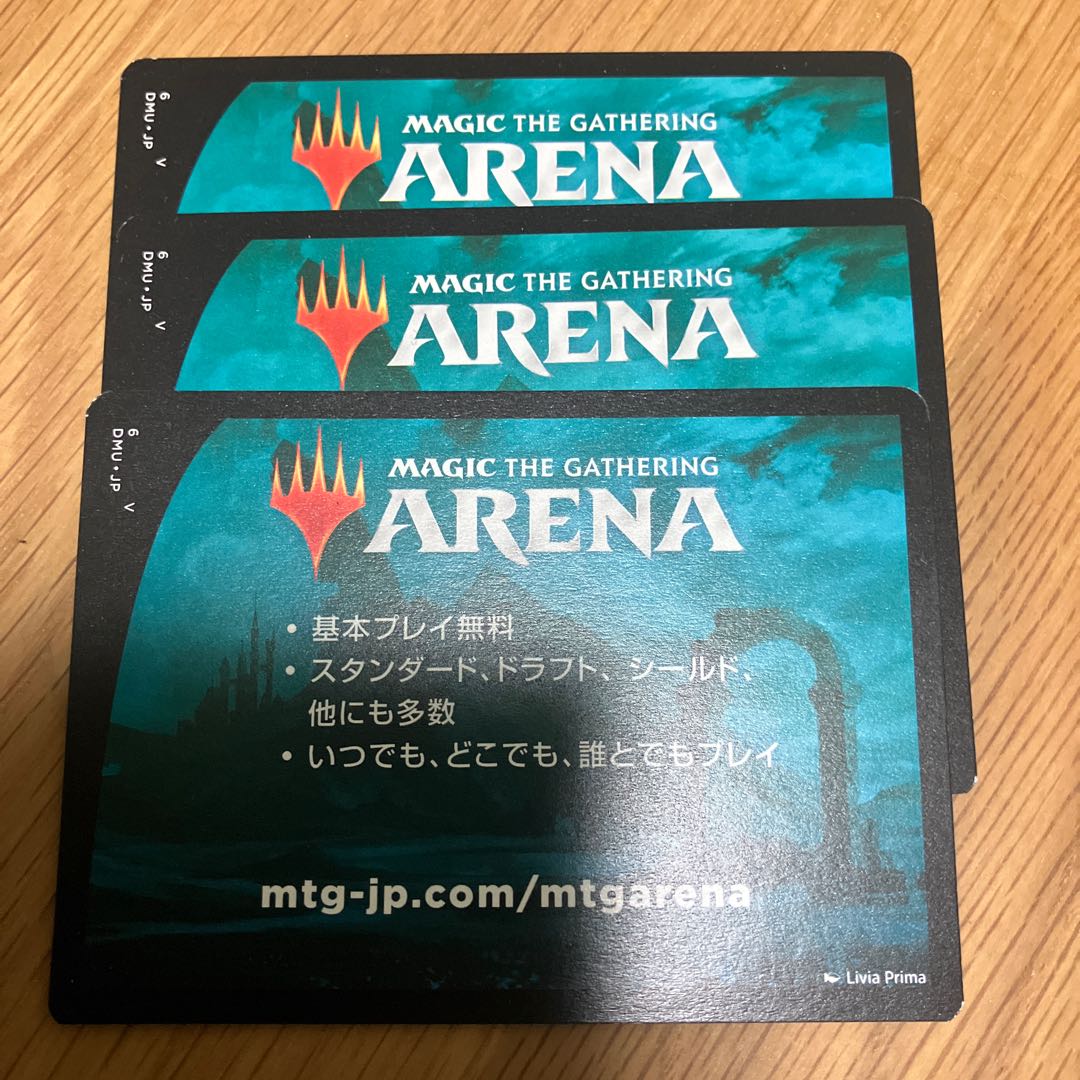 6
DMU・JP V
MAGIC THE GATHERING
ARENA
6
DMU・JP V
MAGIC THE GATHERING
ARENA
6
DMU・JP V
MAGIC THE GATHERING
ARENA
• 基本プレイ無料
• スタンダード、ドラフト、シールド、
他にも多数
• いつでも、どこでも、誰とでもプレイ
mtg-jp.com/mtgarena
Livia Prima